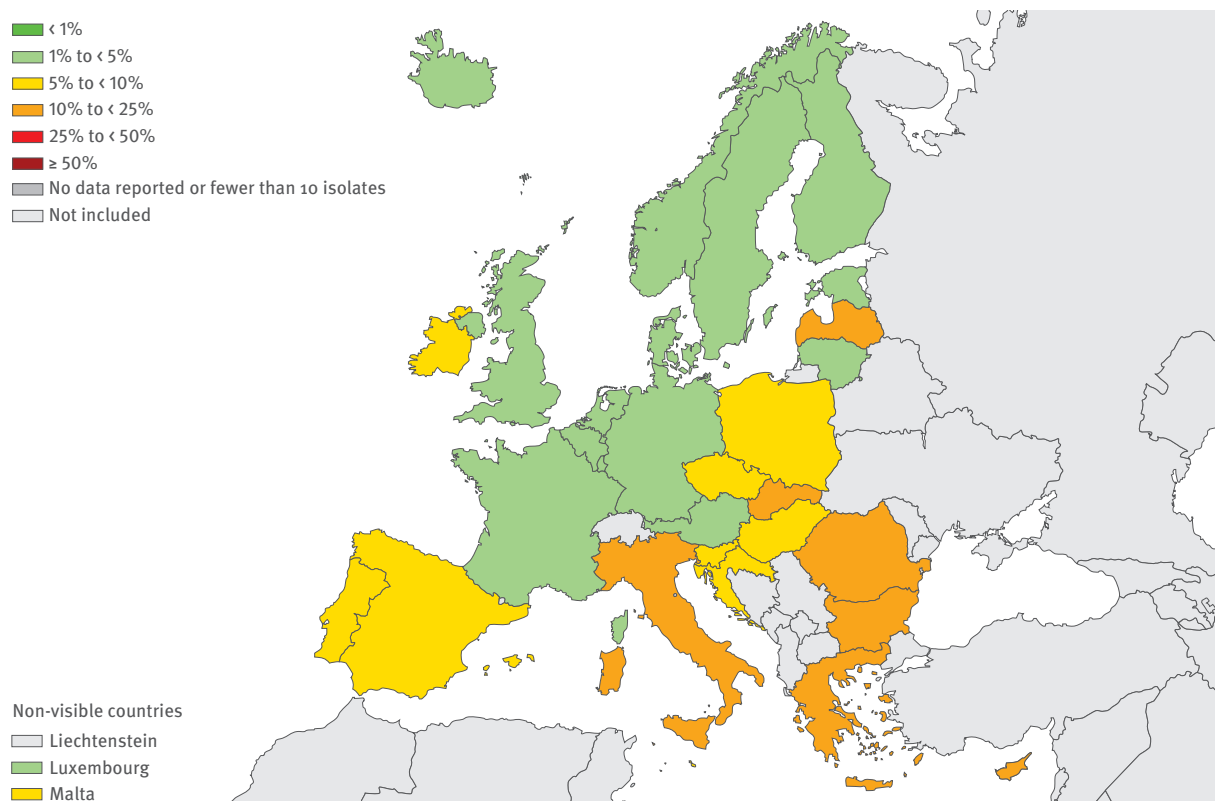 < 1%
1% to < 5%
5% to < 10%
10% to < 25%
25% to < 50%
≥ 50%
No data reported or fewer than 10 isolates
Not included
Non-visible countries
Liechtenstein
Luxembourg
Malta